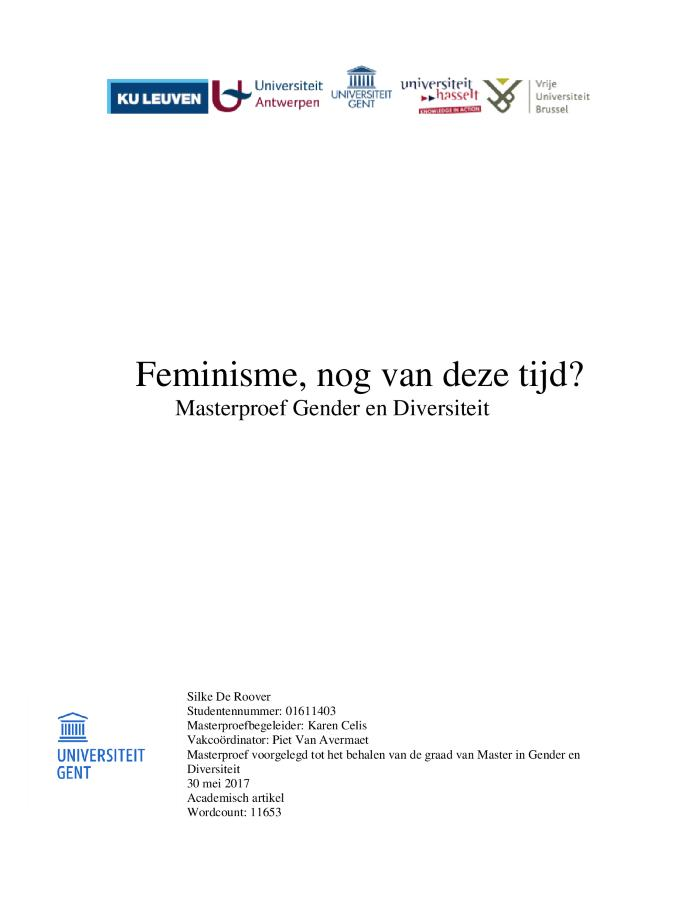 KU LEUVEN
Universiteit
Antwerpen
UNIVERSITEIT
GENT
universiteit
hasselt
KNOWLEDGE IN ACTION
Vrije
Universiteit
Brussel
Feminisme, nog van deze tijd?
Masterproef Gender en Diversiteit
UNIVERSITEIT
GENT
Silke De Roover
Studentennummer: 01611403
Masterproefbegeleider: Karen Celis
Vakcoördinator: Piet Van Avermaet
Masterproef voorgelegd tot het behalen van de graad van Master in Gender en
Diversiteit
30 mei 2017
Academisch artikel
Wordcount: 11653